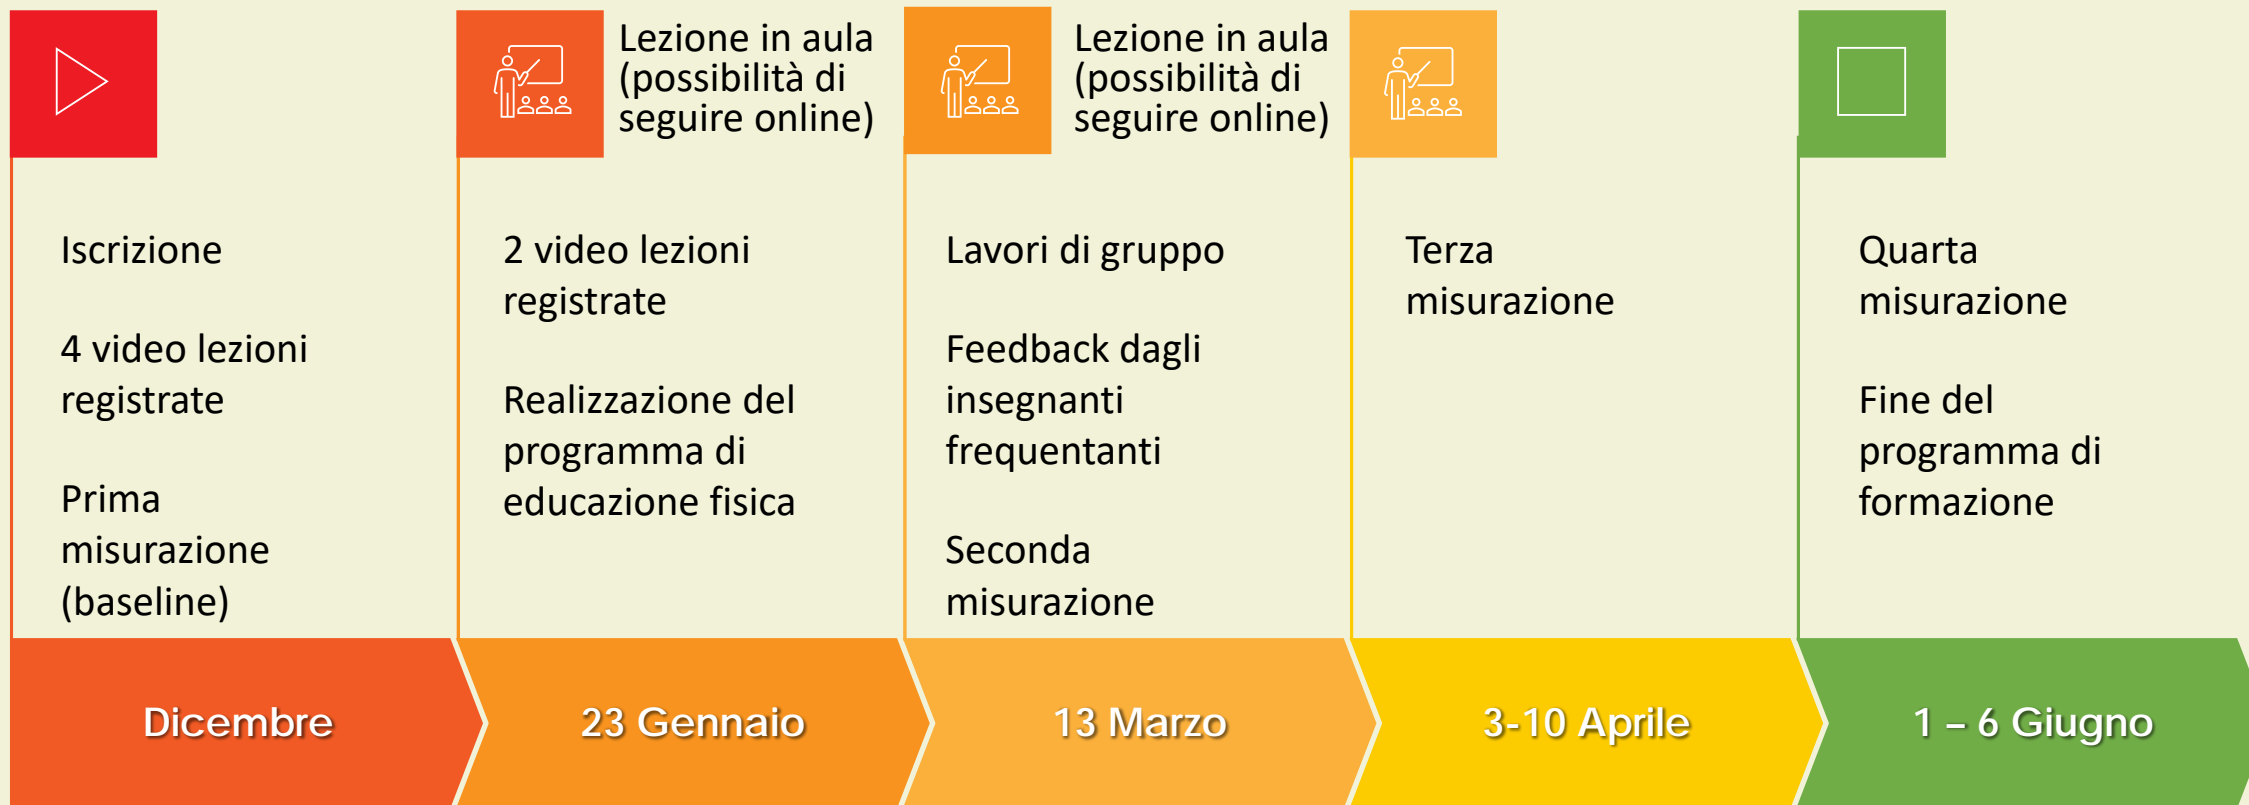 Lezione in aula
(possibilità di
seguire online)
Lezione in aula
(possibilità di
seguire online)
Iscrizione
4 video lezioni
registrate
Prima
misurazione
(baseline)
2 video lezioni
registrate
Realizzazione del
programma di
educazione fisica
Lavori di gruppo
Feedback dagli
insegnanti
frequentanti
Seconda
misurazione
Terza
misurazione
Quarta
misurazione
Fine del
programma di
formazione
Dicembre
23 Gennaio
13 Marzo
3-10 Aprile
1 – 6 Giugno